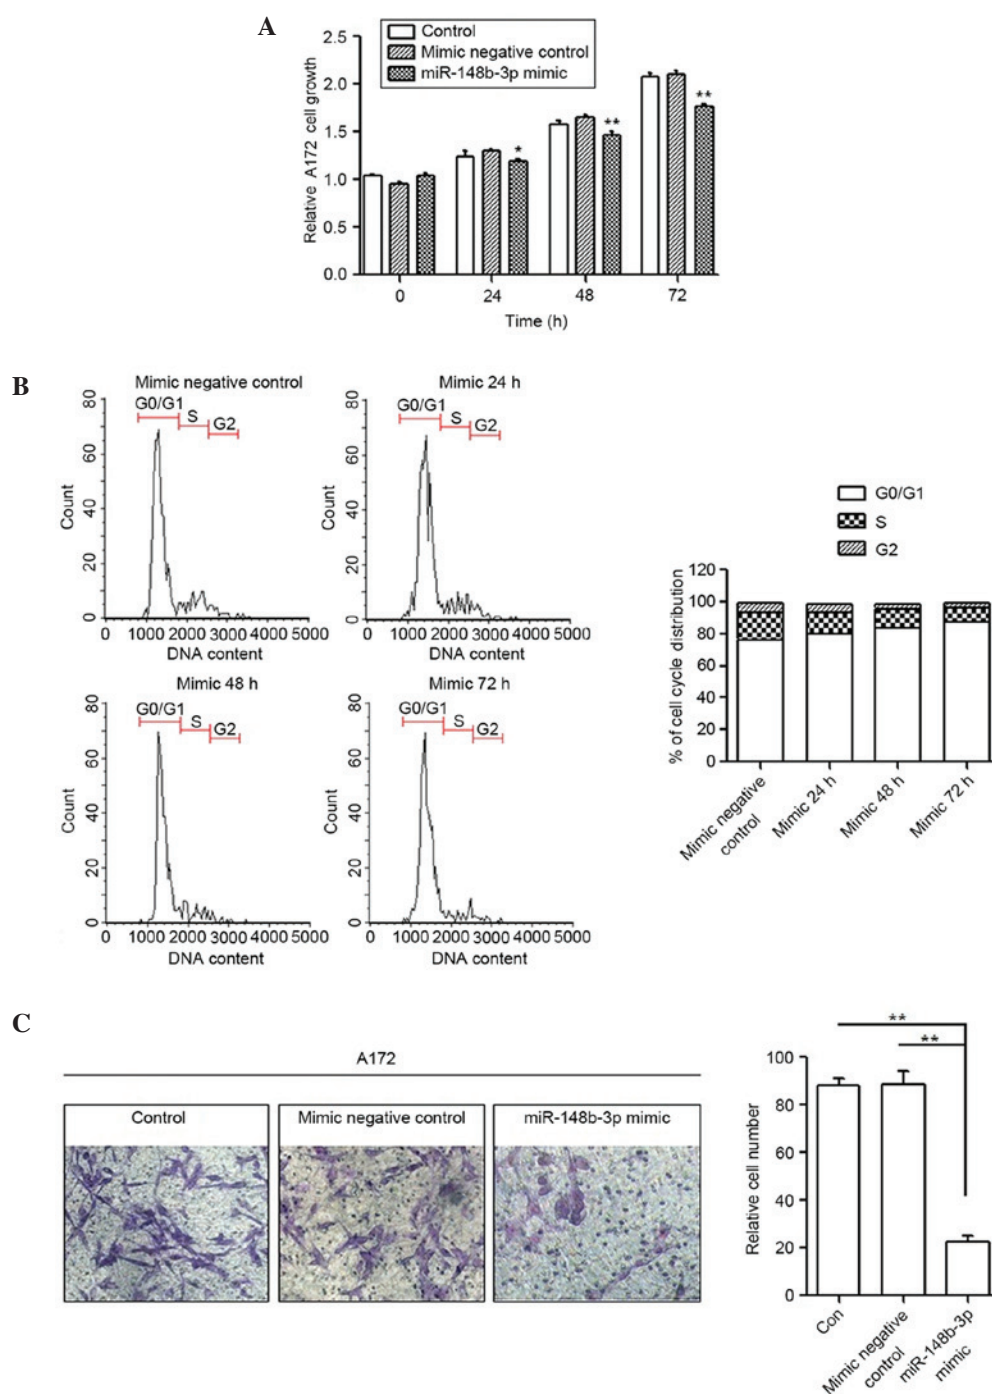 A
Control
Mimic negative control
miR-148b-3p mimic
Relative A172 cell growth
2.5
2.0
1.5
1.0
0.5
0.0
*
**
**
0 24 48 72
Time (h)
B
Mimic negative control
G0/G1
S
G2
Count
80
60
40
20
0
0 1000 2000 3000 4000 5000
DNA content
Mimic 24 h
G0/G1
S
G2
Count
80
60
40
20
0
0 1000 2000 3000 4000 5000
DNA content
Mimic 48 h
G0/G1
S
G2
Count
80
60
40
20
0
0 1000 2000 3000 4000 5000
DNA content
Mimic 72 h
G0/G1
S
G2
Count
80
60
40
20
0
0 1000 2000 3000 4000 5000
DNA content
G0/G1
S
G2
% of cell cycle distribution
120
100
80
60
40
20
0
Mimic negative
control
Mimic 24 h
Mimic 48 h
Mimic 72 h
C
A172
Control
Mimic negative control
miR-148b-3p mimic
**
**
Relative cell number
100
80
60
40
20
0
Con
Mimic negative
control
miR-148b-3p
mimic